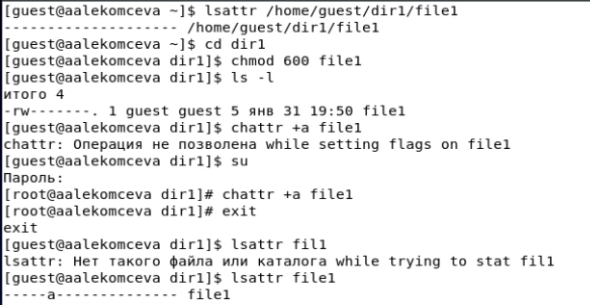 [guest@aalekomceva ~]$ lsattr /home/guest/dir1/file1
-------------------- /home/guest/dir1/file1
[guest@aalekomceva ~]$ cd dir1
[guest@aalekomceva dir1]$ chmod 600 file1
[guest@aalekomceva dir1]$ ls -l
итого 4
-rw-------. 1 guest guest 5 янв 31 19:50 file1
[guest@aalekomceva dir1]$ chattr +a file1
chattr: Операция не позволена while setting flags on file1
[guest@aalekomceva dir1]$ su
Пароль:
[root@aalekomceva dir1]# chattr +a file1
[root@aalekomceva dir1]# exit
exit
[guest@aalekomceva dir1]$ lsattr fil1
lsattr: Нет такого файла или каталога while trying to stat fil1
[guest@aalekomceva dir1]$ lsattr file1
-----a-------------- file1